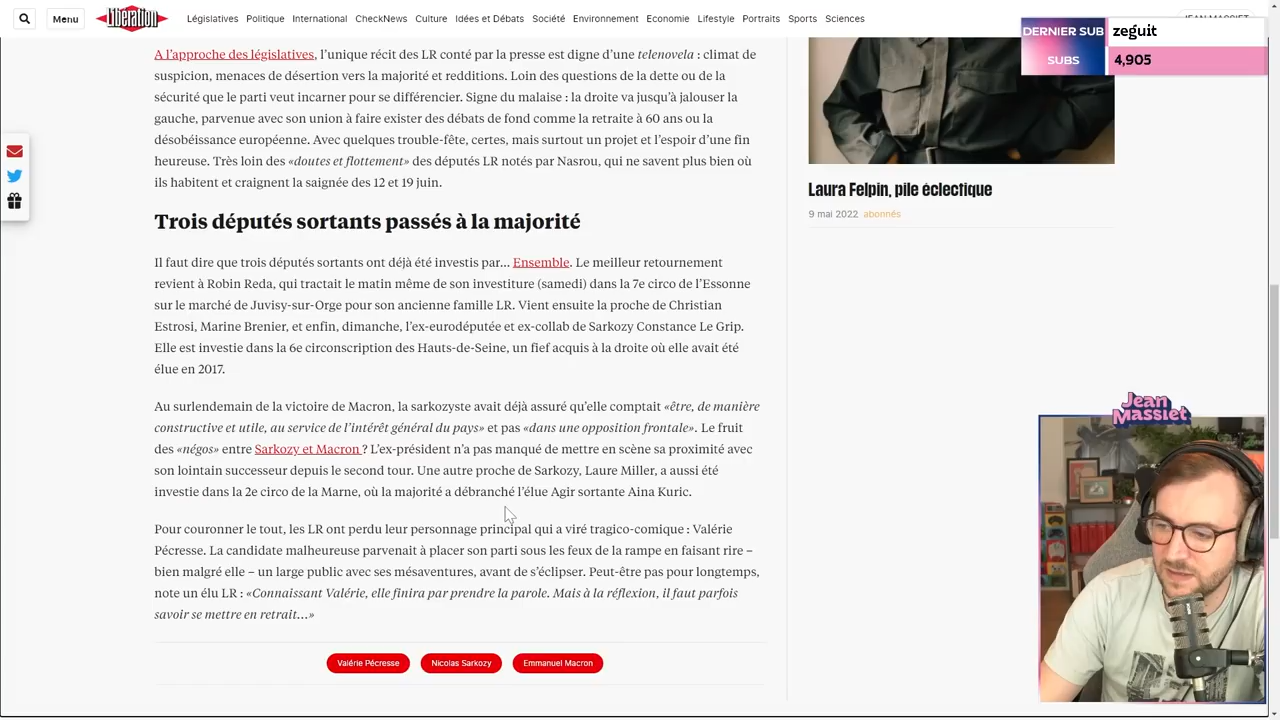 Menu
Libération
Législatives Politique International CheckNews Culture Idées et Débats Société Environnement Economie Lifestyle Portraits Sports Sciences
JEAN MASSIET
DERNIER SUB
zeguit
SUBS
4,905
A l’approche des législatives, l’unique récit des LR conté par la presse est digne d’une telenovela : climat de
suspicion, menaces de désertion vers la majorité et redditions. Loin des questions de la dette ou de la
sécurité que le parti veut incarner pour se différencier. Signe du malaise : la droite va jusqu’à jalouser la
gauche, parvenue avec son union à faire exister des débats de fond comme la retraite à 60 ans ou la
désobéissance européenne. Avec quelques trouble-fête, certes, mais surtout un projet et l’espoir d’une fin
heureuse. Très loin des «doutes et flottement» des députés LR notés par Nasrou, qui ne savent plus bien où
ils habitent et craignent la saignée des 12 et 19 juin.
Trois députés sortants passés à la majorité
Il faut dire que trois députés sortants ont déjà été investis par... Ensemble. Le meilleur retournement
revient à Robin Reda, qui tractait le matin même de son investiture (samedi) dans la 7e circo de l’Essonne
sur le marché de Juvisy-sur-Orge pour son ancienne famille LR. Vient ensuite la proche de Christian
Estrosi, Marine Brenier, et enfin, dimanche, l’ex-eurodéputée et ex-collab de Sarkozy Constance Le Grip.
Elle est investie dans la 6e circonscription des Hauts-de-Seine, un fief acquis à la droite où elle avait été
élue en 2017.
Au surlendemain de la victoire de Macron, la sarkozyste avait déjà assuré qu’elle comptait «être, de manière
constructive et utile, au service de l’intérêt général du pays» et pas «dans une opposition frontale». Le fruit
des «négos» entre Sarkozy et Macron ? L’ex-président n’a pas manqué de mettre en scène sa proximité avec
son lointain successeur depuis le second tour. Une autre proche de Sarkozy, Laure Miller, a aussi été
investie dans la 2e circo de la Marne, où la majorité a débranché l’élue Agir sortante Aina Kuric.
Pour couronner le tout, les LR ont perdu leur personnage principal qui a viré tragico-comique : Valérie
Pécresse. La candidate malheureuse parvenait à placer son parti sous les feux de la rampe en faisant rire –
bien malgré elle – un large public avec ses mésaventures, avant de s’éclipser. Peut-être pas pour longtemps,
note un élu LR : «Connaissant Valérie, elle finira par prendre la parole. Mais à la réflexion, il faut parfois
savoir se mettre en retrait...»
Valérie Pécresse Nicolas Sarkozy Emmanuel Macron
Laura Felpin, pile éclectique
9 mai 2022 abonnés
Jean
Massiet